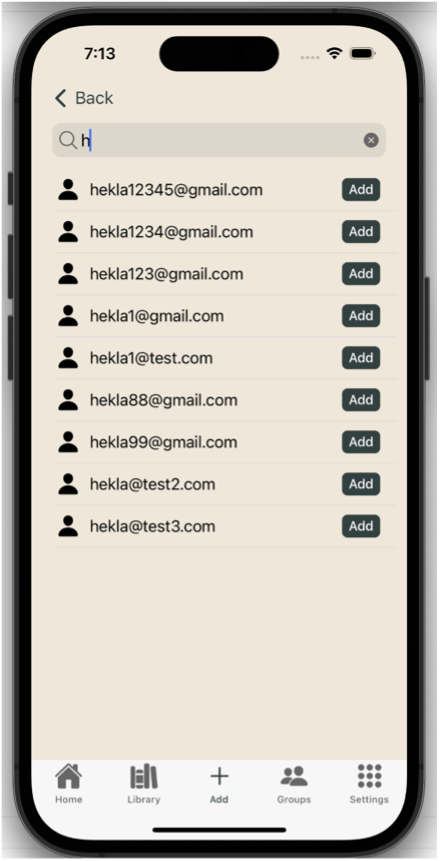 7:13
Back
h
hekla12345@gmail.com Add
hekla1234@gmail.com Add
hekla123@gmail.com Add
hekla1@gmail.com Add
hekla1@test.com Add
hekla88@gmail.com Add
hekla99@gmail.com Add
hekla@test2.com Add
hekla@test3.com Add
Home Library Add Groups Settings